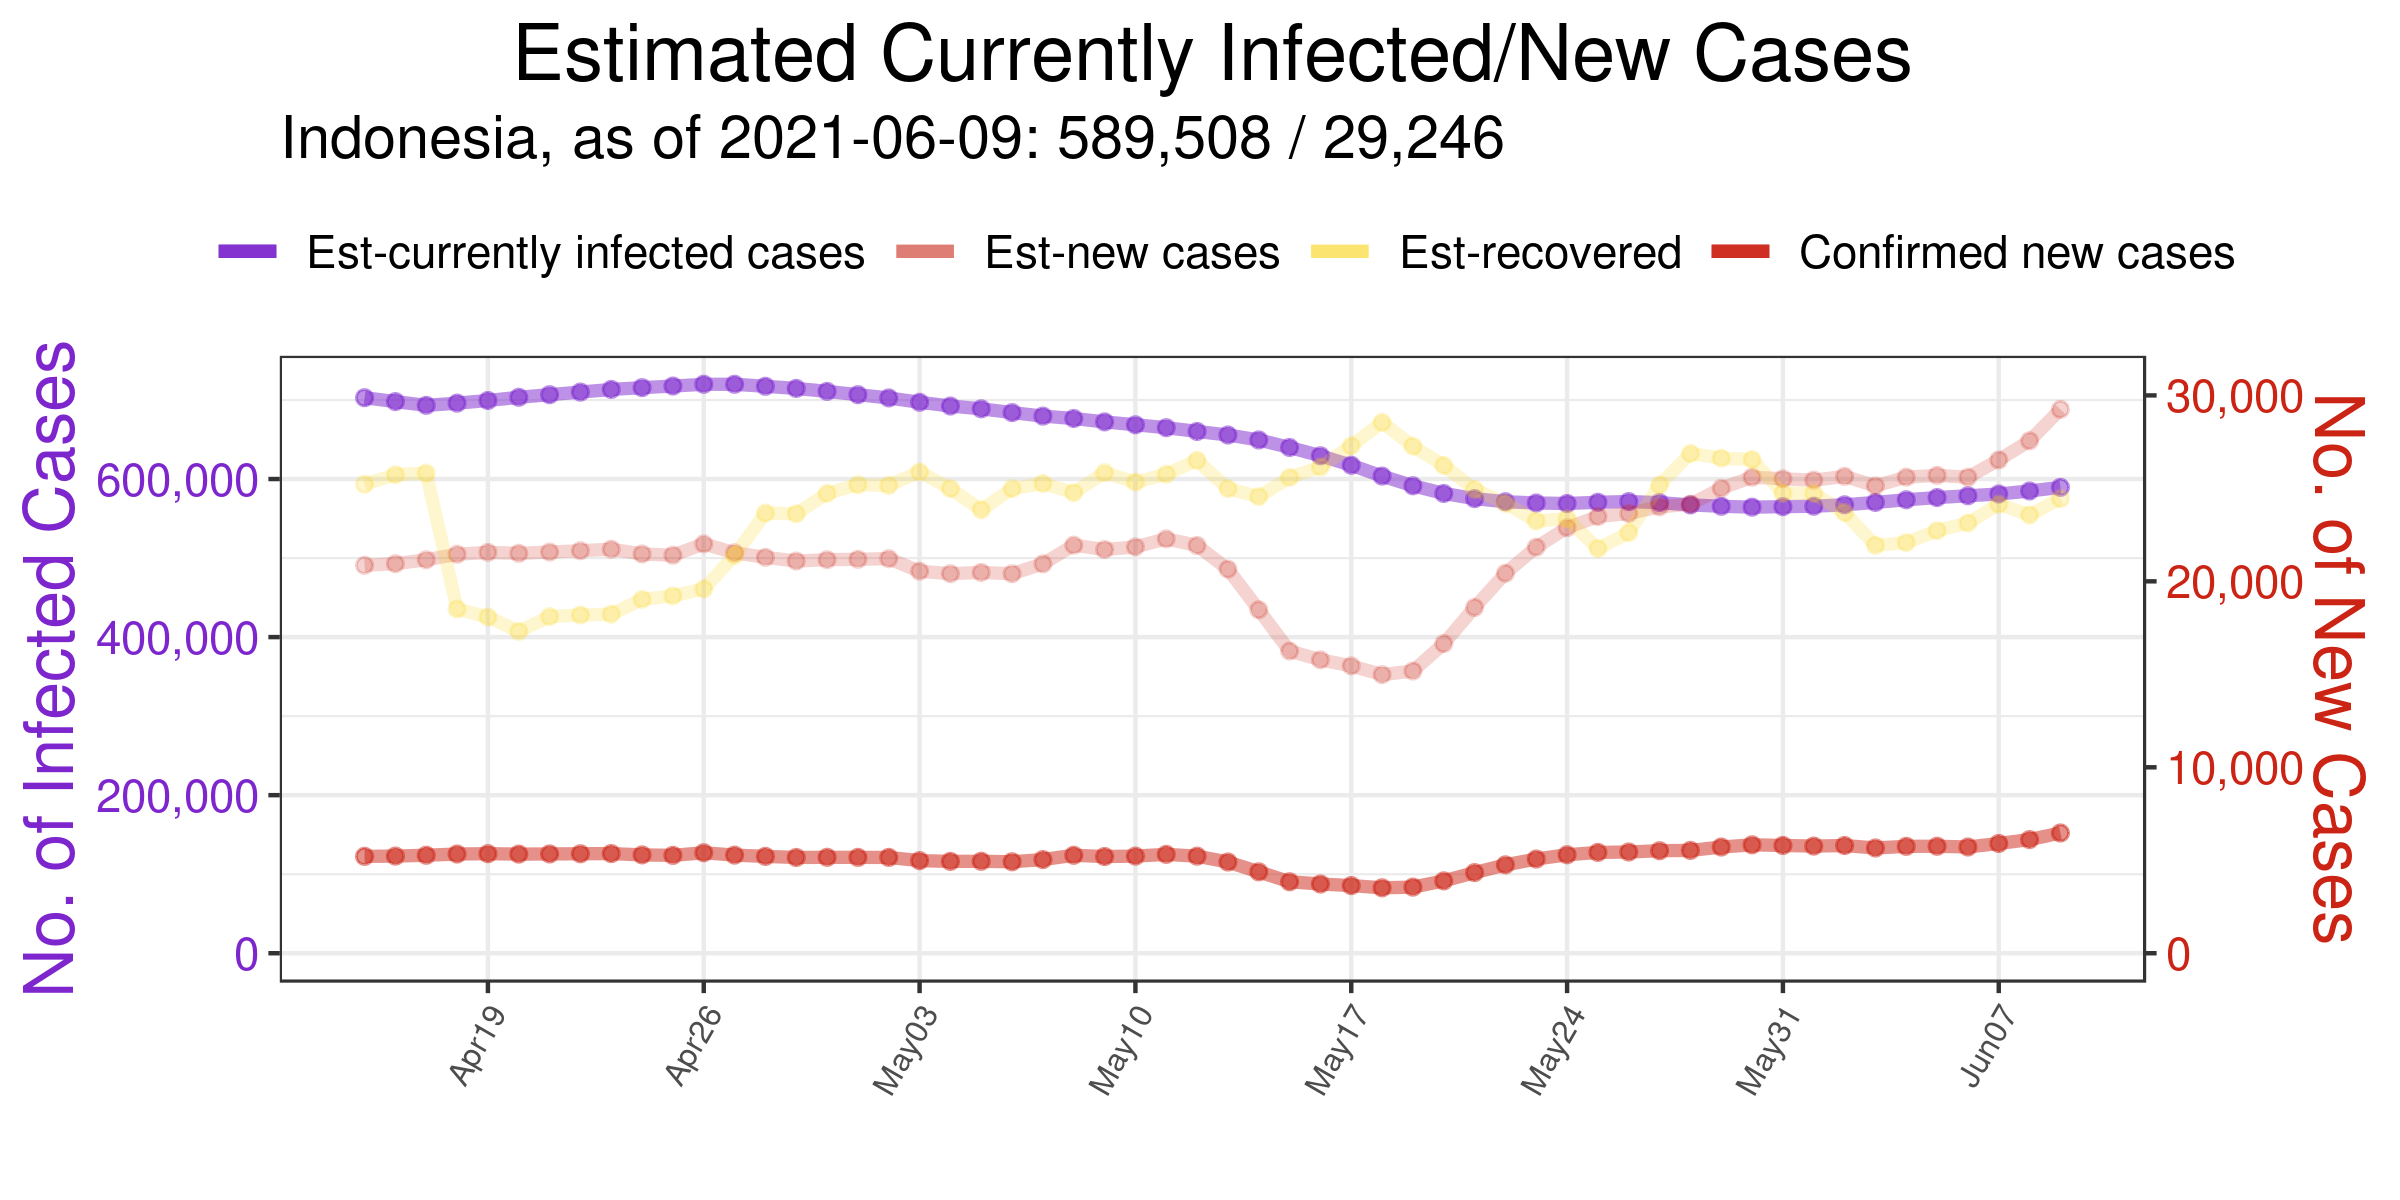 Estimated Currently Infected/New Cases
Indonesia, as of 2021-06-09: 589,508 / 29,246
Est-currently infected cases Est-new cases Est-recovered Confirmed new cases
No. of Infected Cases
600,000
400,000
200,000
0
30,000
20,000
10,000
0
No. of New Cases
Apr19 Apr26 May03 May10 May17 May24 May31 Jun07